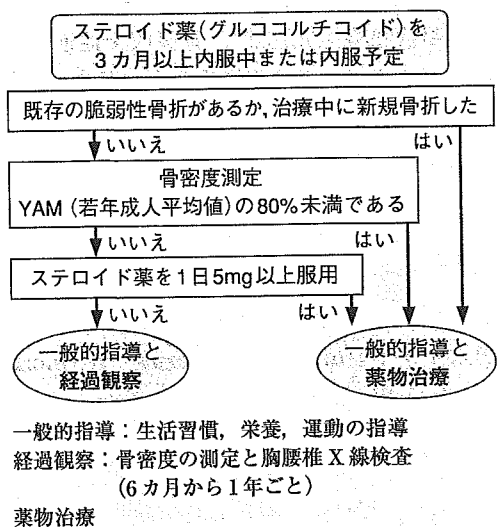 ステロイド薬(グルココルチコイド)を
3カ月以上内服中または内服予定
既存の脆弱性骨折があるか,治療中に新規骨折した
いいえ
はい
骨密度測定
YAM(若年成人平均値)の80%未満である
いいえ
はい
ステロイド薬を1日5mg以上服用
いいえ
はい
一般的指導と
経過観察
一般的指導と
薬物治療
一般的指導:生活習慣,栄養,運動の指導
経過観察:骨密度の測定と胸腰椎X線検査
(6カ月から1年ごと)
薬物治療